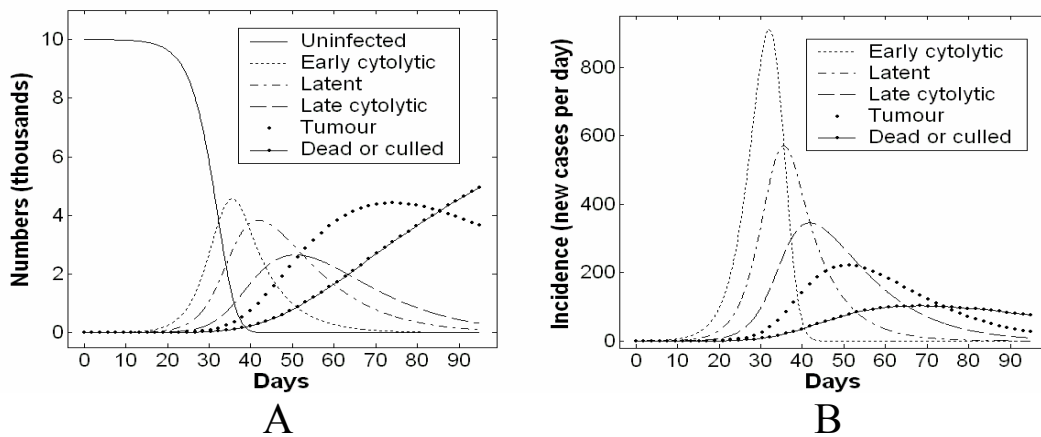 Numbers (thousands)
10
8
6
4
2
0
Uninfected
Early cytolytic
Latent
Late cytolytic
Tumour
Dead or culled
0 10 20 30 40 50 60 70 80 90
Days
A
Incidence (new cases per day)
800
600
400
200
0
Early cytolytic
Latent
Late cytolytic
Tumour
Dead or culled
0 10 20 30 40 50 60 70 80 90
Days
B